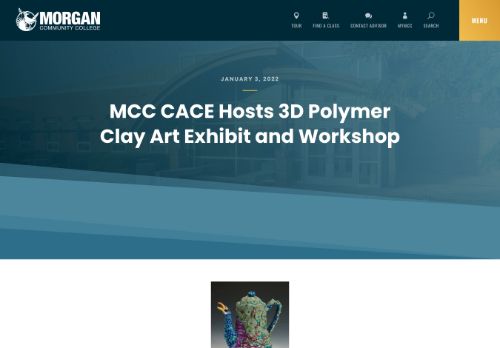 MORGAN
COMMUNITY COLLEGE
TOUR
FIND A CLASS
CONTACT ADVISOR
MYMCC
SEARCH
MENU
JANUARY 3, 2022
MCC CACE Hosts 3D Polymer
Clay Art Exhibit and Workshop